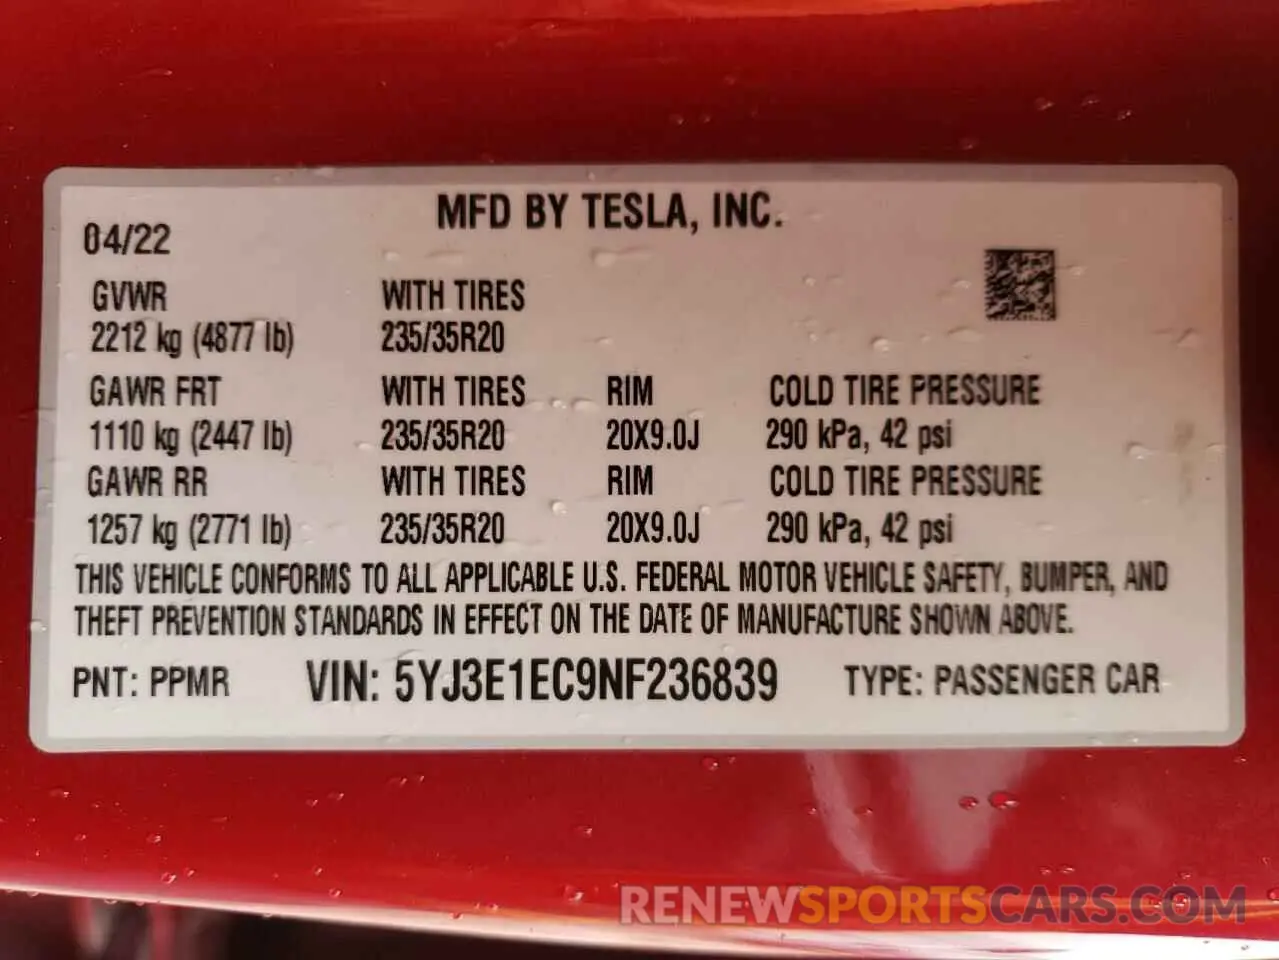 MFD BY TESLA, INC.
04/22
GVWR WITH TIRES
2212 kg (4877 lb) 235/35R20
GAWR FRT WITH TIRES RIM COLD TIRE PRESSURE
1110 kg (2447 lb) 235/35R20 20X9.0J 290 kPa, 42 psi
GAWR RR WITH TIRES RIM COLD TIRE PRESSURE
1257 kg (2771 lb) 235/35R20 20X9.0J 290 kPa, 42 psi
THIS VEHICLE CONFORMS TO ALL APPLICABLE U.S. FEDERAL MOTOR VEHICLE SAFETY, BUMPER, AND
THEFT PREVENTION STANDARDS IN EFFECT ON THE DATE OF MANUFACTURE SHOWN ABOVE.
PNT: PPMR VIN: 5YJ3E1EC9NF236839 TYPE: PASSENGER CAR
RENEWSPORTSCARS.COM